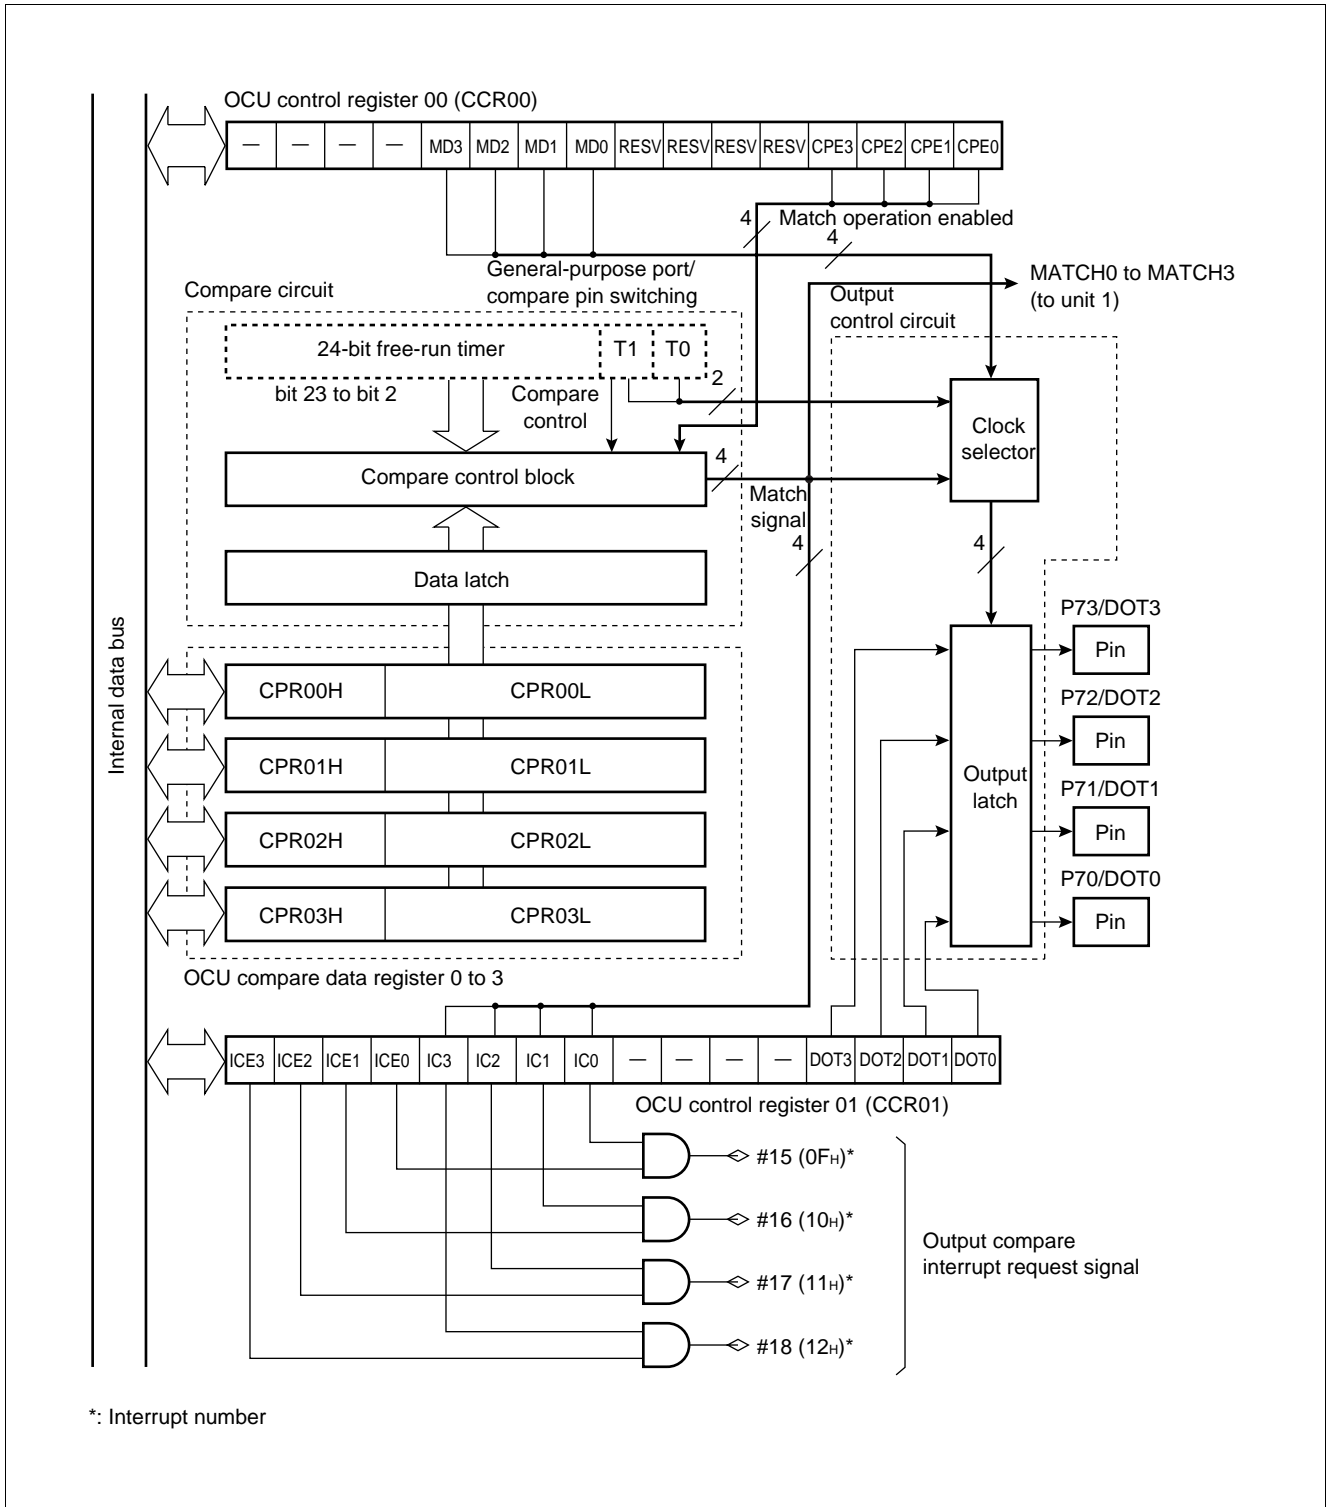 OCU control register 00 (CCR00)
— — — — MD3 MD2 MD1 MD0 RESV RESV RESV RESV CPE3 CPE2 CPE1 CPE0
4
Match operation enabled
4
General-purpose port/
compare pin switching
MATCH0 to MATCH3
(to unit 1)
Compare circuit
Output
control circuit
24-bit free-run timer T1 T0
bit 23 to bit 2
Compare
control
2
Clock
selector
Compare control block
4
Match
signal
4
4
Data latch
Internal data bus
P73/DOT3
Pin
CPR00H CPR00L
P72/DOT2
Pin
CPR01H CPR01L
Output
latch
P71/DOT1
Pin
CPR02H CPR02L
P70/DOT0
Pin
CPR03H CPR03L
OCU compare data register 0 to 3
ICE3 ICE2 ICE1 ICE0 IC3 IC2 IC1 IC0 — — — — DOT3 DOT2 DOT1 DOT0
OCU control register 01 (CCR01)
#15 (0FH)*
#16 (10H)*
#17 (11H)*
#18 (12H)*
Output compare
interrupt request signal
*: Interrupt number